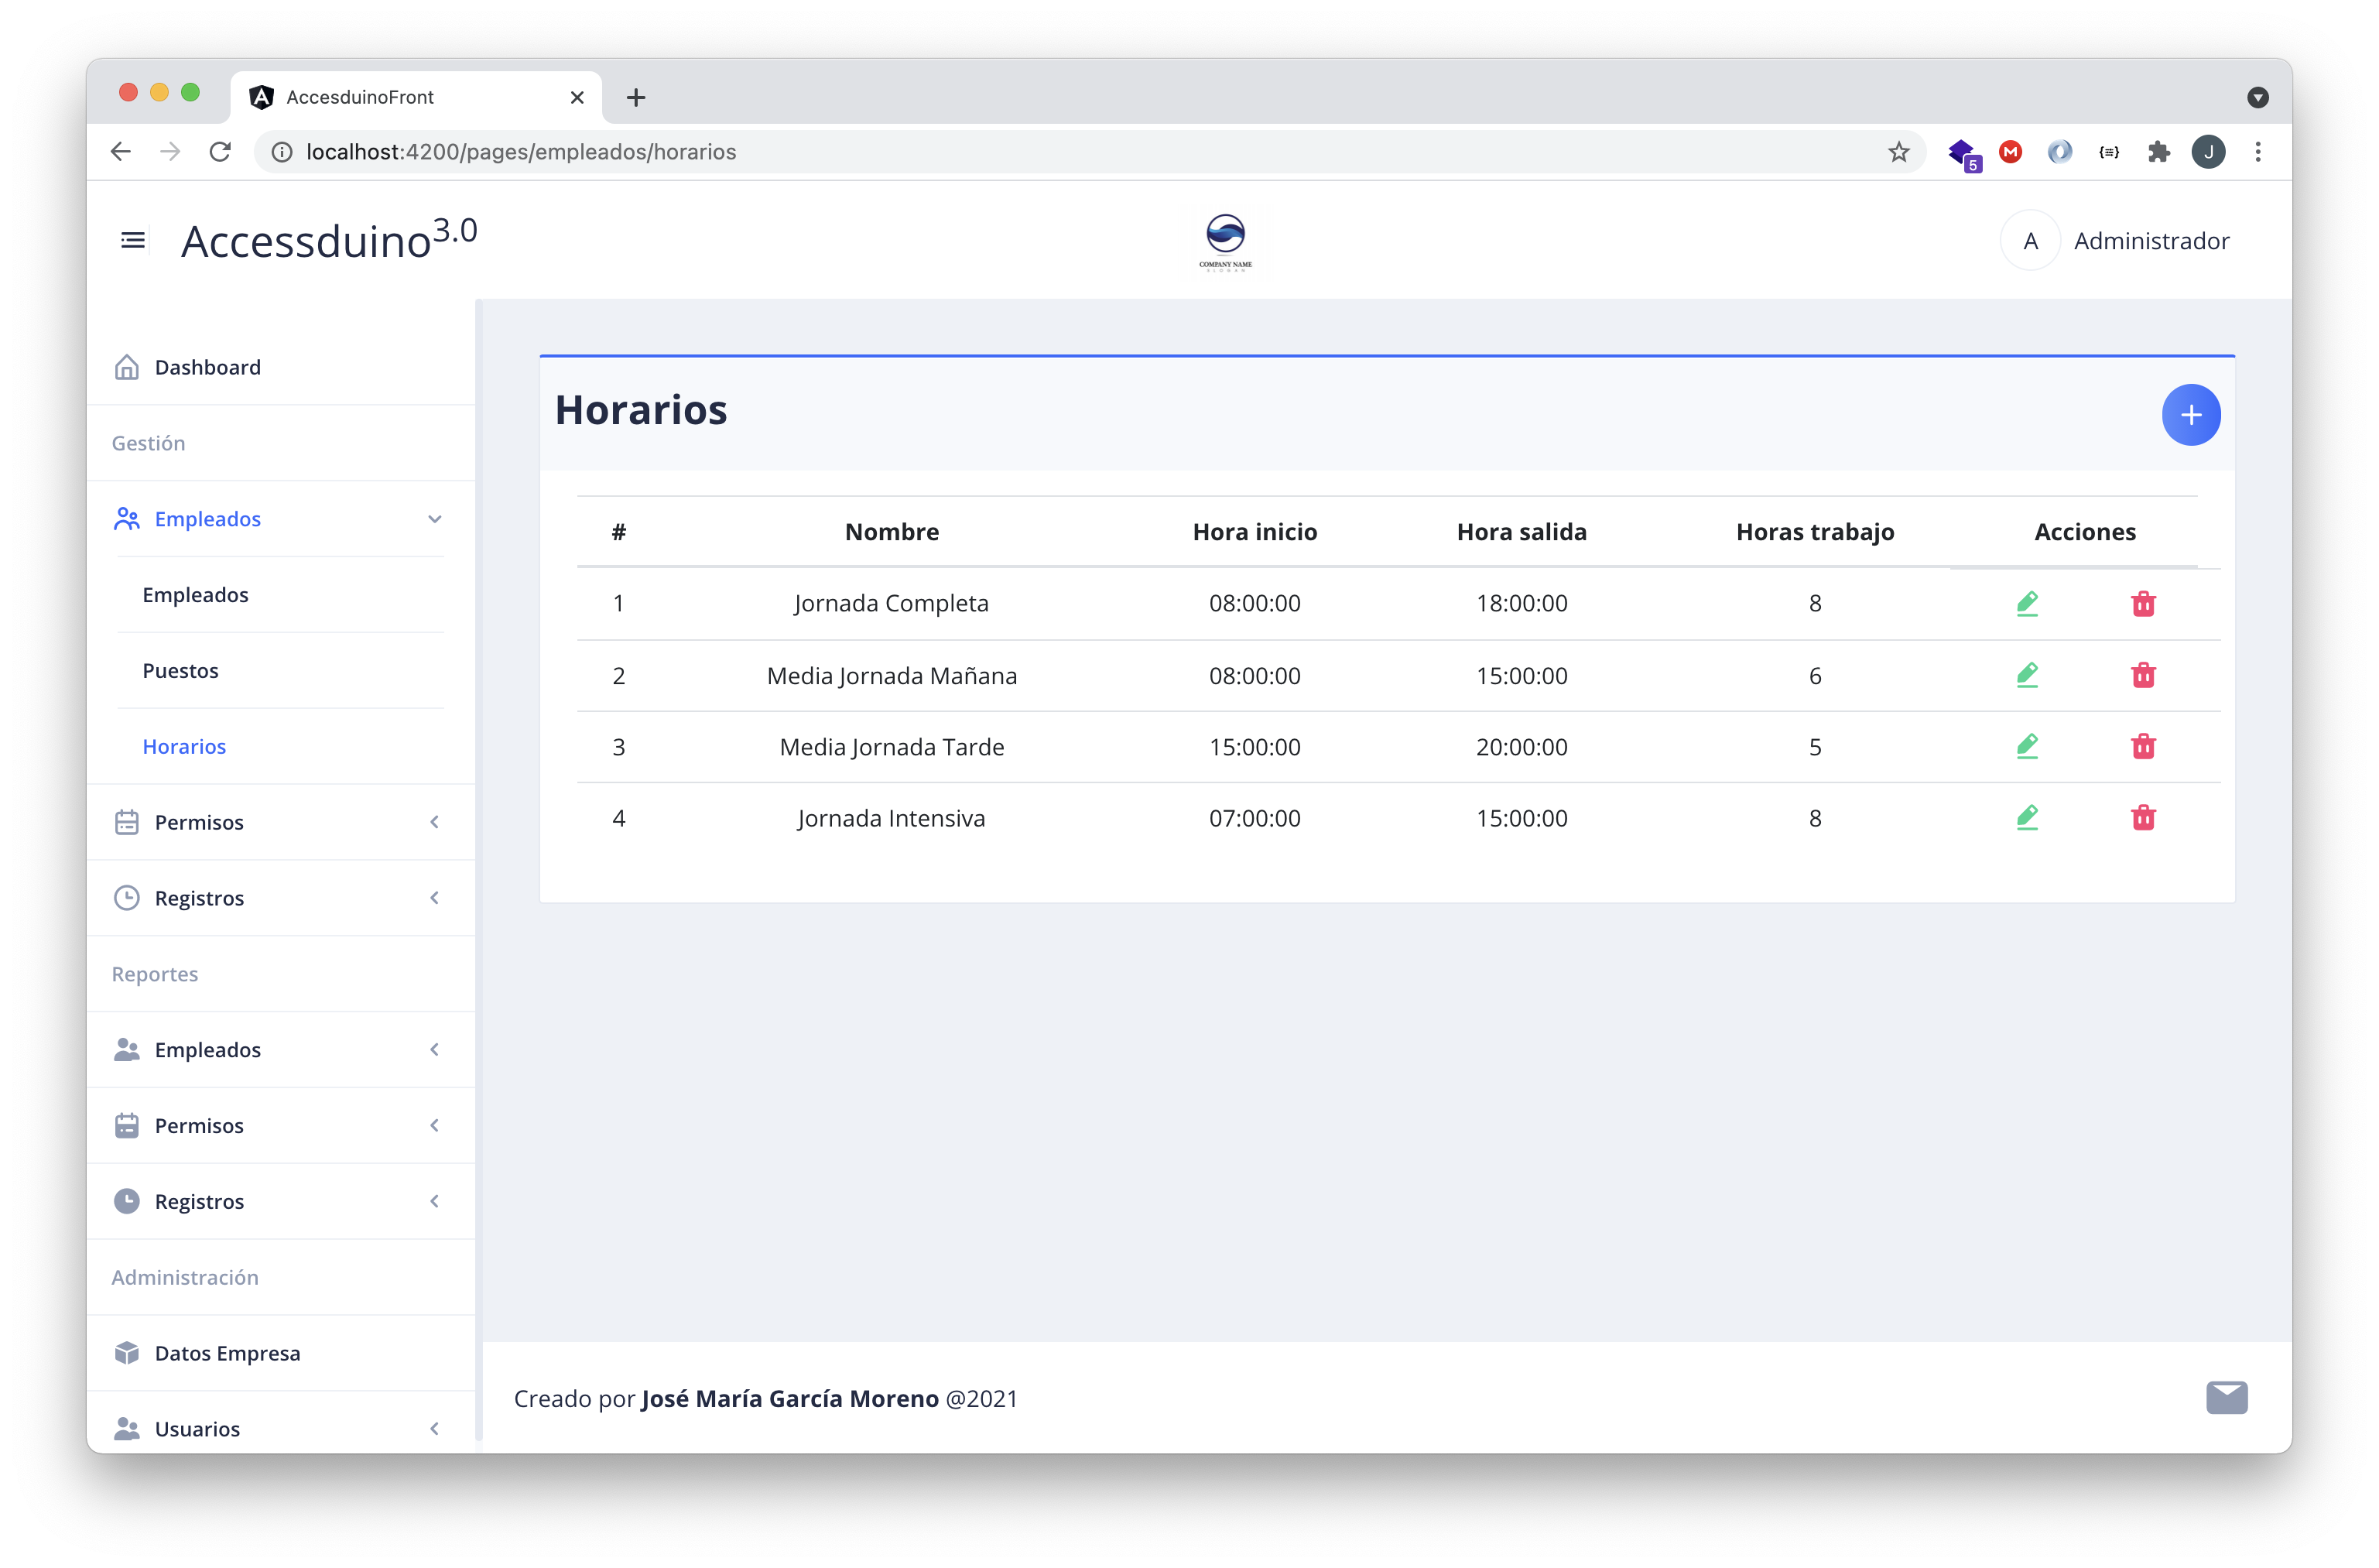 AccesduinoFront
localhost:4200/pages/empleados/horarios
5
J
Accessduino3.0
COMPANY NAME
SLOGAN
A Administrador
Dashboard
Gestión
Empleados
Empleados
Puestos
Horarios
Permisos
Registros
Reportes
Empleados
Permisos
Registros
Administración
Datos Empresa
Usuarios
Horarios
# Nombre Hora inicio Hora salida Horas trabajo Acciones
1 Jornada Completa 08:00:00 18:00:00 8
2 Media Jornada Mañana 08:00:00 15:00:00 6
3 Media Jornada Tarde 15:00:00 20:00:00 5
4 Jornada Intensiva 07:00:00 15:00:00 8
Creado por José María García Moreno @2021